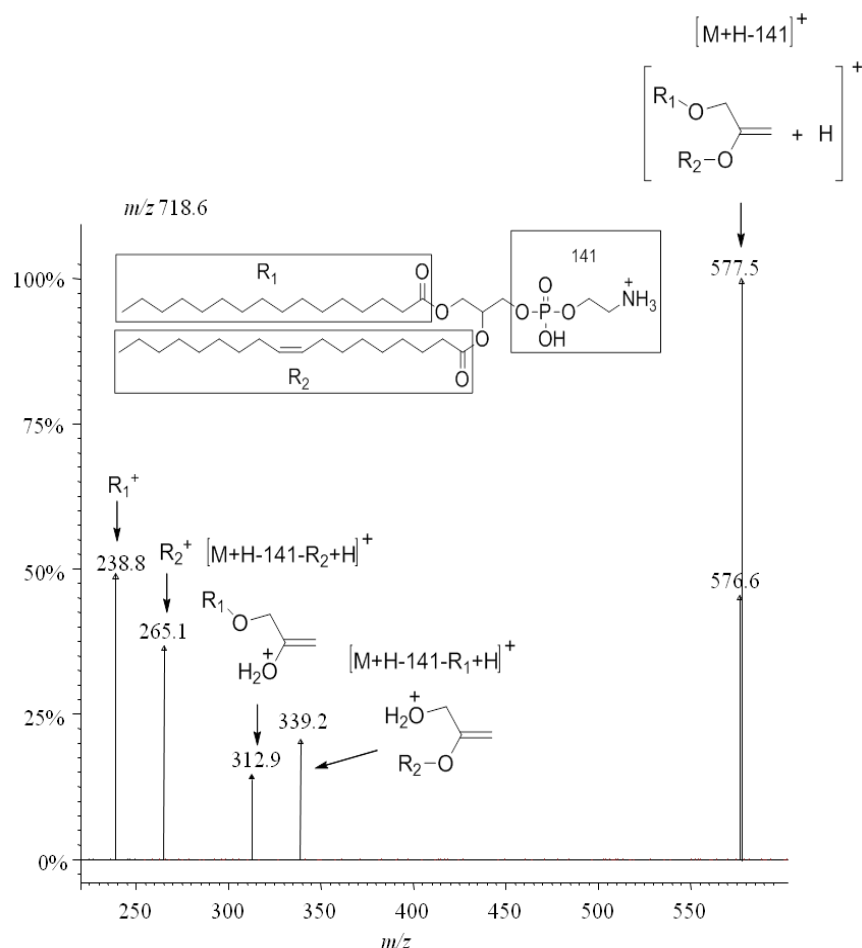 [M+H-141]+
R1
O
R2-O
+ H
+
m/z 718.6
100%
R1
O
O
141
O
O-P-O
OH
+
NH3
O
R2
O
577.5
75%
R1+
238.8
50%
R2+
[M+H-141-R2+H]+
576.6
265.1
R1
O
+
H2O
[M+H-141-R1+H]+
+
H2O
R2-O
25%
339.2
312.9
0%
250 300 350 400 450 500 550
m/z